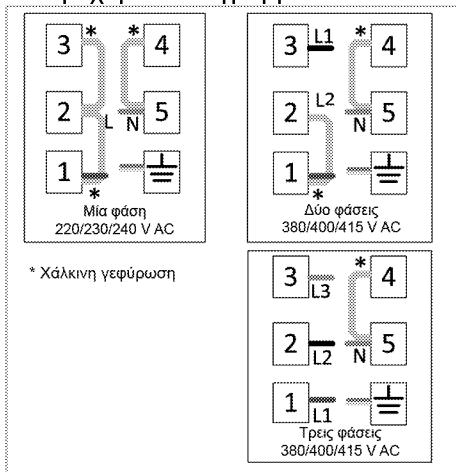 3 * * 4
2 L N 5
1 *
Μία φάση
220/230/240 V AC
3 L1 * 4
2 L2 N 5
1 *
Δύο φάσεις
380/400/415 V AC
* Χάλκινη γεφύρωση
3 L3 * 4
2 L2 N 5
1 L1
Τρεις φάσεις
380/400/415 V AC